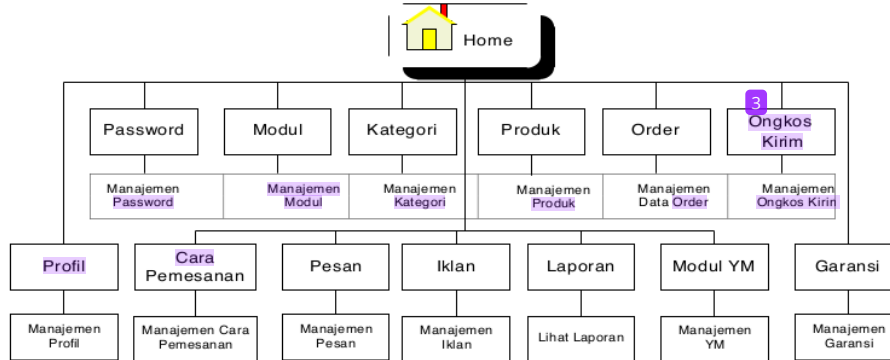 Home
3
Password
Modul
Kategori
Produk
Order
Ongkos
Kirim
Manajemen
Password
Manajemen
Modul
Manajemen
Kategori
Manajemen
Produk
Manajemen
Data Order
Manajemen
Ongkos Kirin
Profil
Cara
Pemesanan
Pesan
Iklan
Laporan
Modul YM
Garansi
Manajemen
Profil
Manajemen Cara
Pemesanan
Manajemen
Pesan
Manajemen
Iklan
Lihat Laporan
Manajemen
YM
Manajemen
Garansi